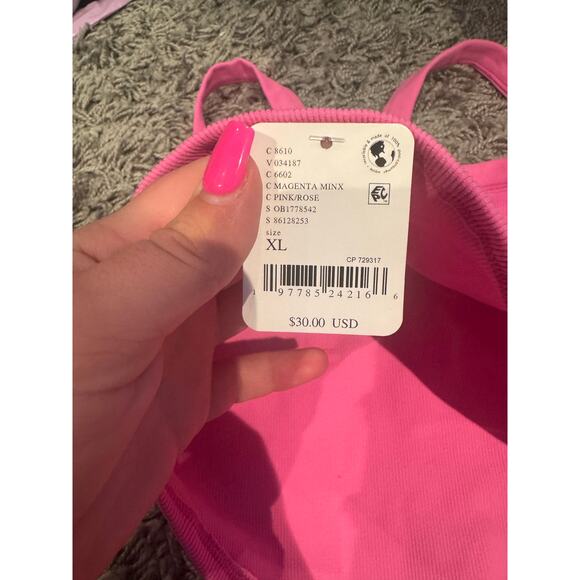 C 8610
V 034187
C 6602
C MAGENTA MINX
C PINK/ROSE
S OB1778542
S 86128253
size
XL
CP 729317
1 97785 24216 6
$30.00 USD